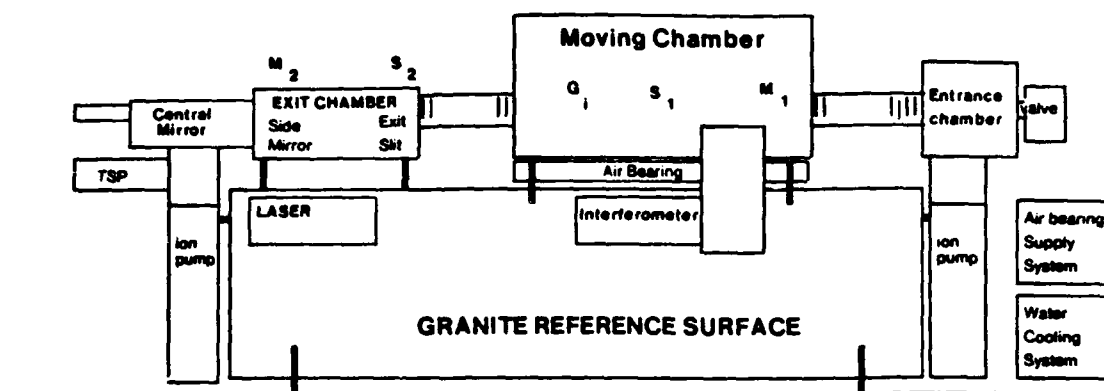 Moving Chamber
M 2
S 2
G i
S 1
M 1
EXIT CHAMBER
Side Mirror
Exit Slit
Central Mirror
Entrance chamber
alve
TSP
Air Bearing
LASER
Interferometer
ion pump
ion pump
Air bearing
Supply
System
GRANITE REFERENCE SURFACE
Water
Cooling
System